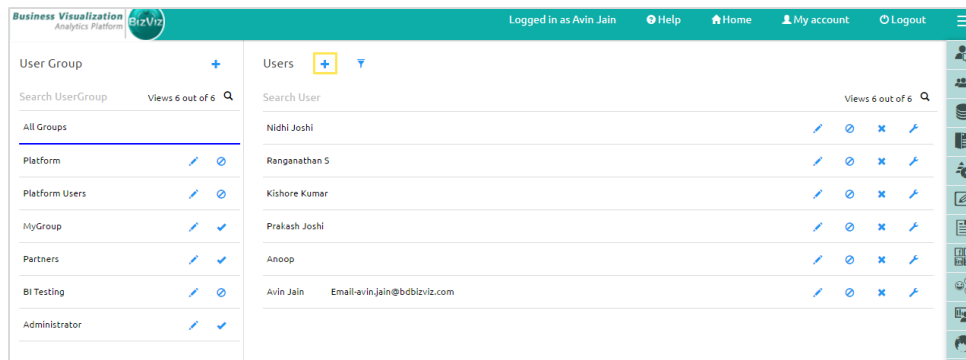 Business Visualization
Analytics Platform
BizViz
Logged in as Avin Jain Help Home My account Logout
User Group
Users
Search UserGroup Views 6 out of 6
Search User Views 6 out of 6
All Groups
Nidhi Joshi
Platform
Ranganathan S
Platform Users
Kishore Kumar
MyGroup
Prakash Joshi
Partners
Anoop
BI Testing
Avin Jain Email-avin.jain@bdbizviz.com
Administrator